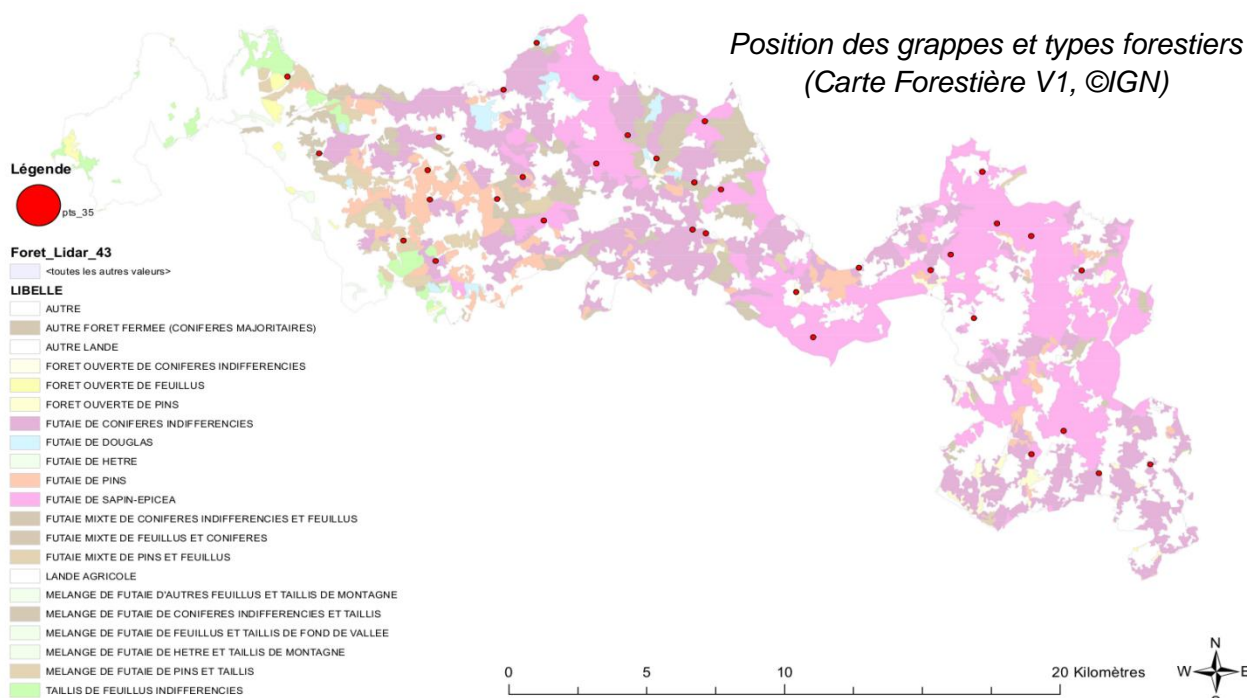 Position des grappes et types forestiers
(Carte Forestière V1, ©IGN)
Légende
pts_35
Foret_Lidar_43
<toutes les autres valeurs>
LIBELLE
AUTRE
AUTRE FORET FERMEE (CONIFERES MAJORITAIRES)
AUTRE LANDE
FORET OUVERTE DE CONIFERES INDIFFERENCIES
FORET OUVERTE DE FEUILLUS
FORET OUVERTE DE PINS
FUTAIE DE CONIFERES INDIFFERENCIES
FUTAIE DE DOUGLAS
FUTAIE DE HETRE
FUTAIE DE PINS
FUTAIE DE SAPIN-EPICEA
FUTAIE MIXTE DE CONIFERES INDIFFERENCIES ET FEUILLUS
FUTAIE MIXTE DE FEUILLUS ET CONIFERES
FUTAIE MIXTE DE PINS ET FEUILLUS
LANDE AGRICOLE
MELANGE DE FUTAIE D'AUTRES FEUILLUS ET TAILLIS DE MONTAGNE
MELANGE DE FUTAIE DE CONIFERES INDIFFERENCIES ET TAILLIS
MELANGE DE FUTAIE DE FEUILLUS ET TAILLIS DE FOND DE VALLEE
MELANGE DE FUTAIE DE HETRE ET TAILLIS DE MONTAGNE
MELANGE DE FUTAIE DE PINS ET TAILLIS
TAILLIS DE FEUILLUS INDIFFERENCIES
0 5 10 20 Kilomètres
N
W E
S